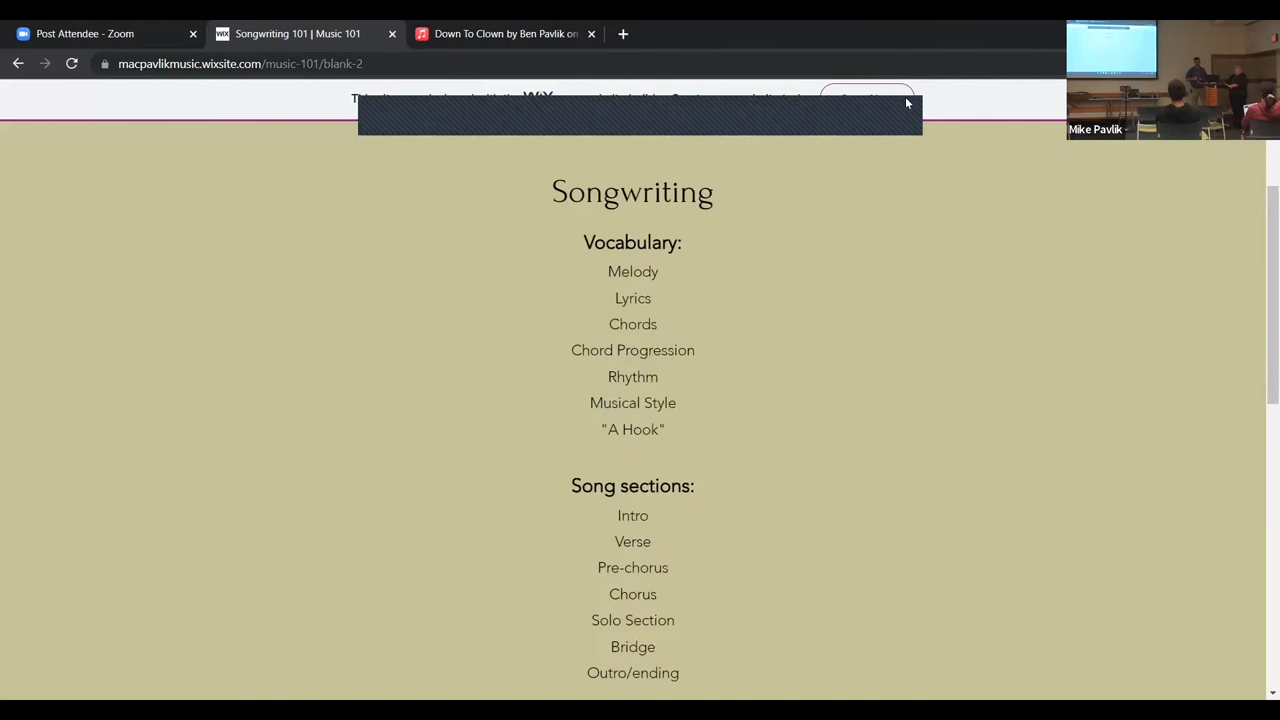 Post Attendee - Zoom
Songwriting 101 | Music 101
Down To Clown by Ben Pavlik on
macpavlikmusic.wixsite.com/music-101/blank-2
WiX
Mike Pavlik
Songwriting
Vocabulary:
Melody
Lyrics
Chords
Chord Progression
Rhythm
Musical Style
"A Hook"
Song sections:
Intro
Verse
Pre-chorus
Chorus
Solo Section
Bridge
Outro/ending